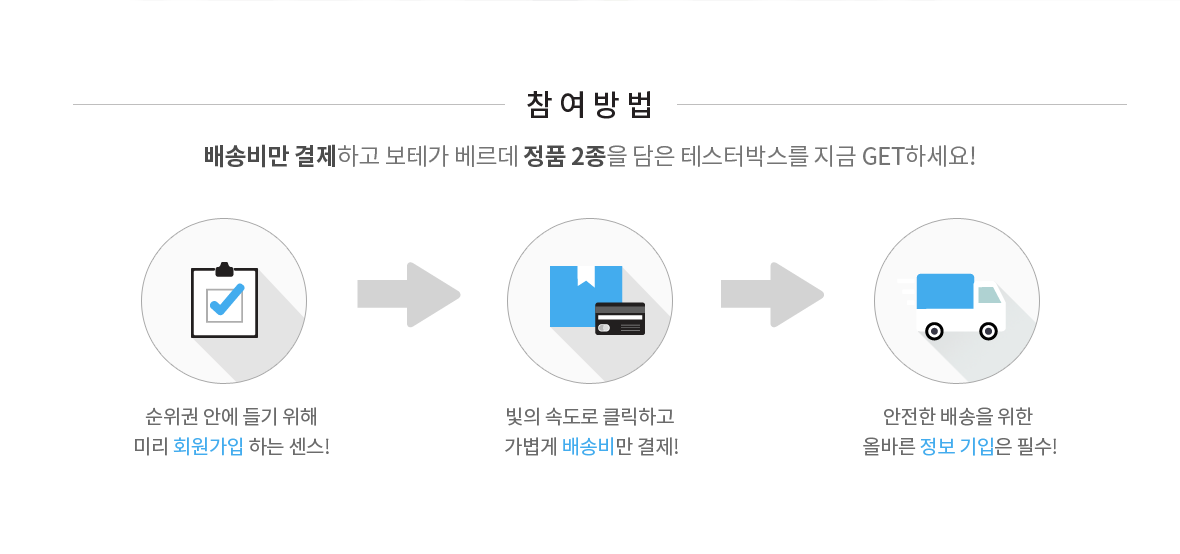 참여방법
배송비만 결제하고 보테가 베르데 정품 2종을 담은 테스터박스를 지금 GET하세요!
순위권 안에 들기 위해
미리 회원가입 하는 센스!
빛의 속도로 클릭하고
가볍게 배송비만 결제!
안전한 배송을 위한
올바른 정보 기입은 필수!